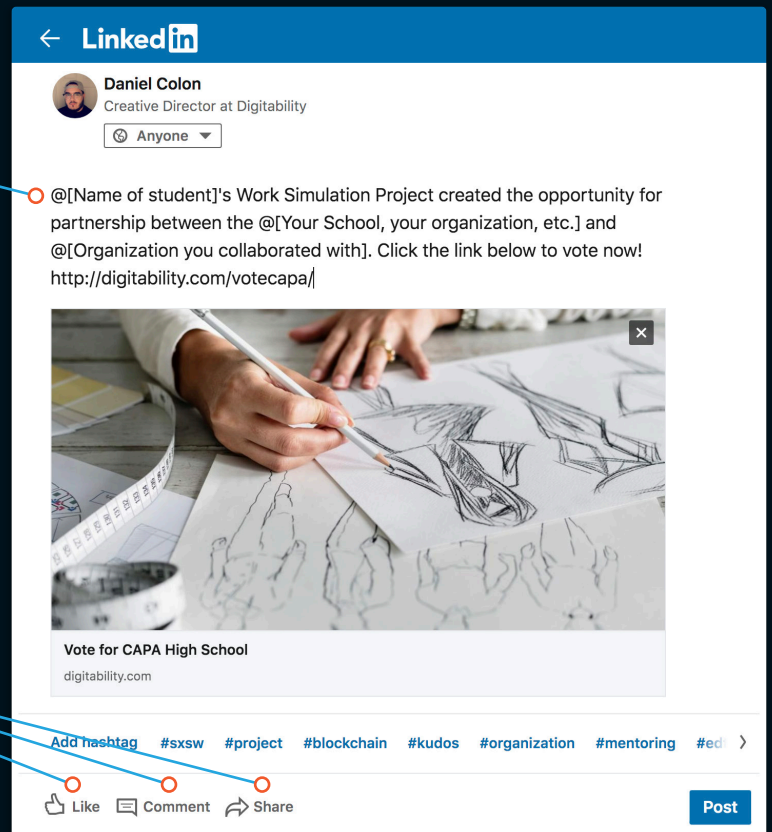 Linked in
Daniel Colon
Creative Director at Digitability
Anyone
@[Name of student]'s Work Simulation Project created the opportunity for
partnership between the @[Your School, your organization, etc.] and
@[Organization you collaborated with]. Click the link below to vote now!
http://digitability.com/votecapa/
Vote for CAPA High School
digitability.com
Add hashtag #sxsw #project #blockchain #kudos #organization #mentoring
Like Comment Share Post